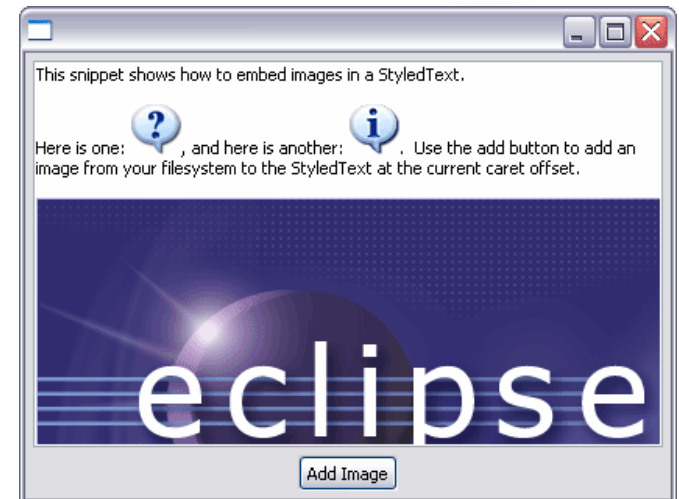 This snippet shows how to embed images in a StyledText.
Here is one: ?, and here is another: i. Use the add button to add an
image from your filesystem to the StyledText at the current caret offset.
eclipse
Add Image